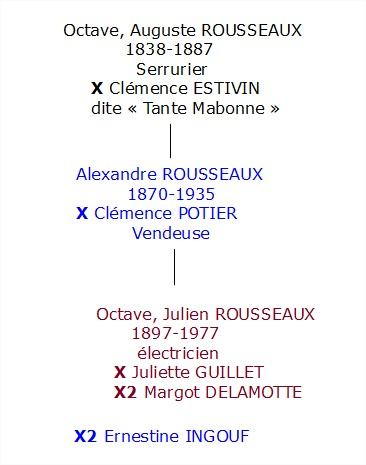 Octave, Auguste ROUSSEAUX
1838-1887
Serrurier
X Clémence ESTIVIN
dite « Tante Mabonne »
Alexandre ROUSSEAUX
1870-1935
X Clémence POTIER
Vendeuse
Octave, Julien ROUSSEAUX
1897-1977
électricien
X Juliette GUILLET
X2 Margot DELAMOTTE
X2 Ernestine INGOUF